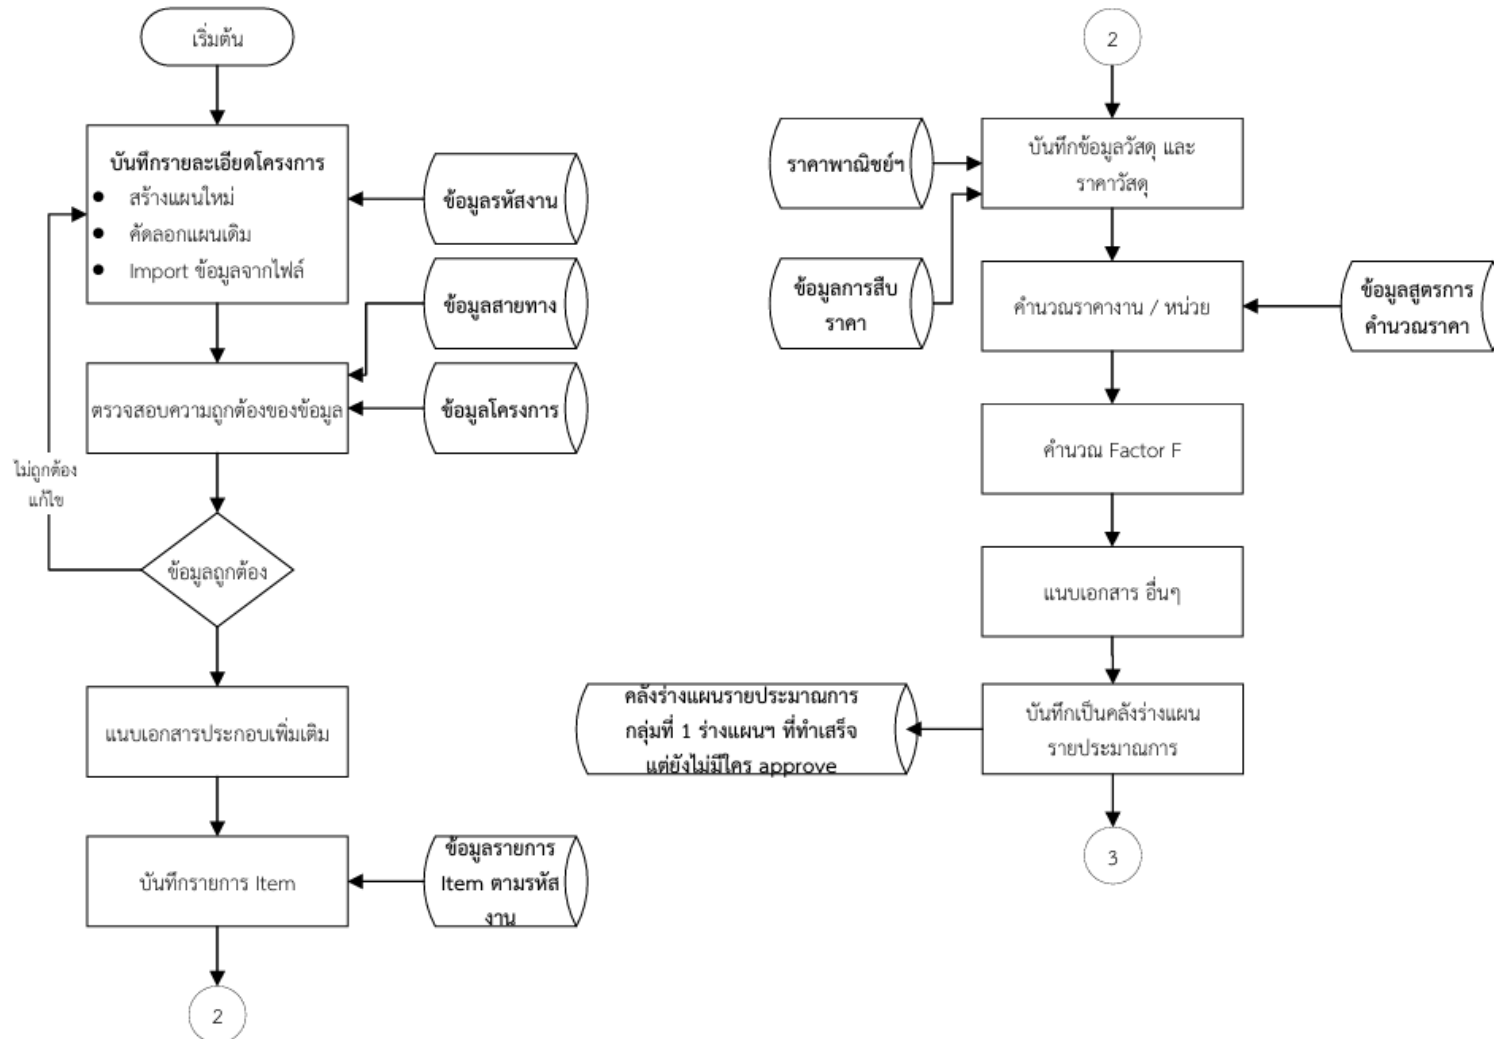 เริ่มต้น
บันทึกรายละเอียดโครงการ
● สร้างแผนใหม่
● คัดลอกแผนเดิม
● Import ข้อมูลจากไฟล์
ข้อมูลรหัสงาน
ข้อมูลสายทาง
ตรวจสอบความถูกต้องของข้อมูล
ข้อมูลโครงการ
ไม่ถูกต้อง
แก้ไข
ข้อมูลถูกต้อง
แนบเอกสารประกอบเพิ่มเติม
บันทึกรายการ Item
ข้อมูลรายการ
Item ตามรหัส
งาน
2
2
ราคาพาณิชย์ฯ
บันทึกข้อมูลวัสดุ และ
ราคาวัสดุ
ข้อมูลการสืบ
ราคา
คำนวณราคางาน / หน่วย
ข้อมูลสูตรการ
คำนวณราคา
คำนวณ Factor F
แนบเอกสาร อื่นๆ
คลังร่างแผนรายประมาณการ
กลุ่มที่ 1 ร่างแผนฯ ที่ทำเสร็จ
แต่ยังไม่มีใคร approve
บันทึกเป็นคลังร่างแผน
รายประมาณการ
3